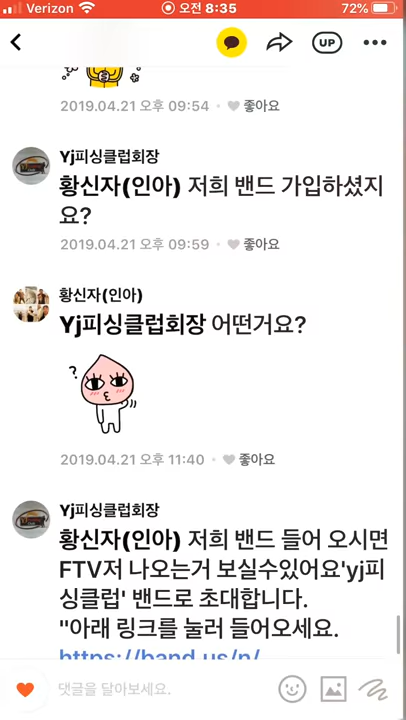 Verizon 오전 8:35 72%
UP
2019.04.21 오후 09:54 좋아요
Yj피싱클럽회장
황신자(인아) 저희 밴드 가입하셨지
요?
2019.04.21 오후 09:59 좋아요
황신자(인아)
Yj피싱클럽회장 어떤거요?
?
2019.04.21 오후 11:40 좋아요
Yj피싱클럽회장
황신자(인아) 저희 밴드 들어 오시면
FTV저 나오는거 보실수있어요'yj피
싱클럽' 밴드로 초대합니다.
"아래 링크를 눌러 들어오세요.
https://band.us/n/
댓글을 달아보세요.